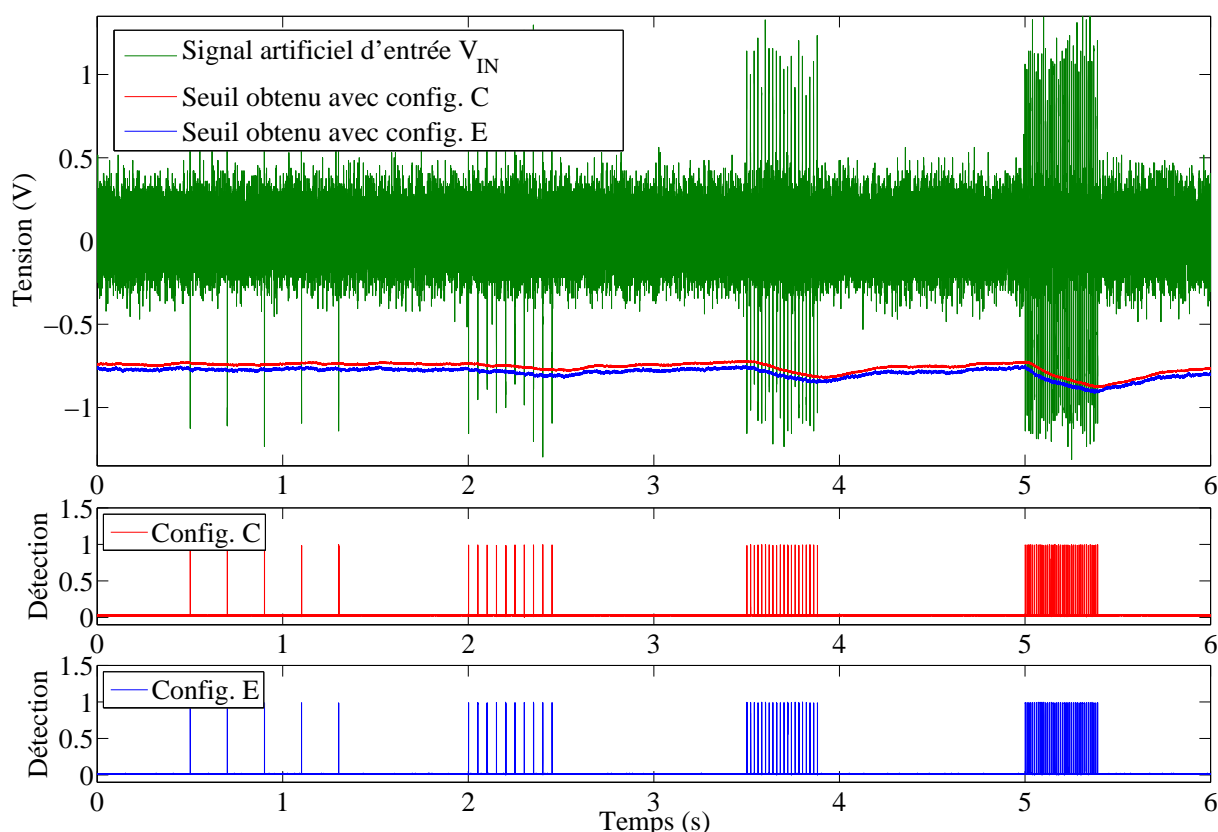 Signal artificiel d'entrée V_IN
Seuil obtenu avec config. C
Seuil obtenu avec config. E
Tension (V)
1
0.5
0
−0.5
−1
0 1 2 3 4 5 6
Config. C
Détection
1.5
1
0.5
0
0 1 2 3 4 5 6
Config. E
Détection
1.5
1
0.5
0
0 1 2 3 4 5 6
Temps (s)